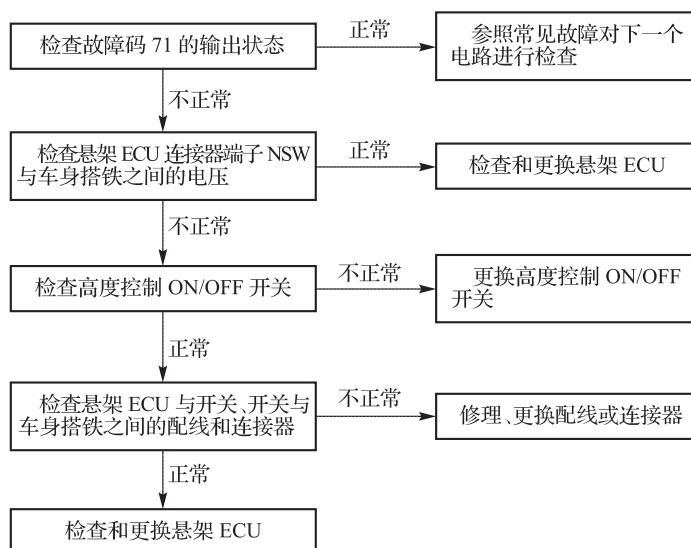 检查故障码 71 的输出状态
正常
参照常见故障对下一个
电路进行检查
不正常
检查悬架 ECU 连接器端子 NSW
与车身搭铁之间的电压
正常
检查和更换悬架 ECU
不正常
检查高度控制 ON/OFF 开关
不正常
更换高度控制 ON/OFF
开关
正常
检查悬架 ECU 与开关、开关与
车身搭铁之间的配线和连接器
不正常
修理、更换配线或连接器
正常
检查和更换悬架 ECU